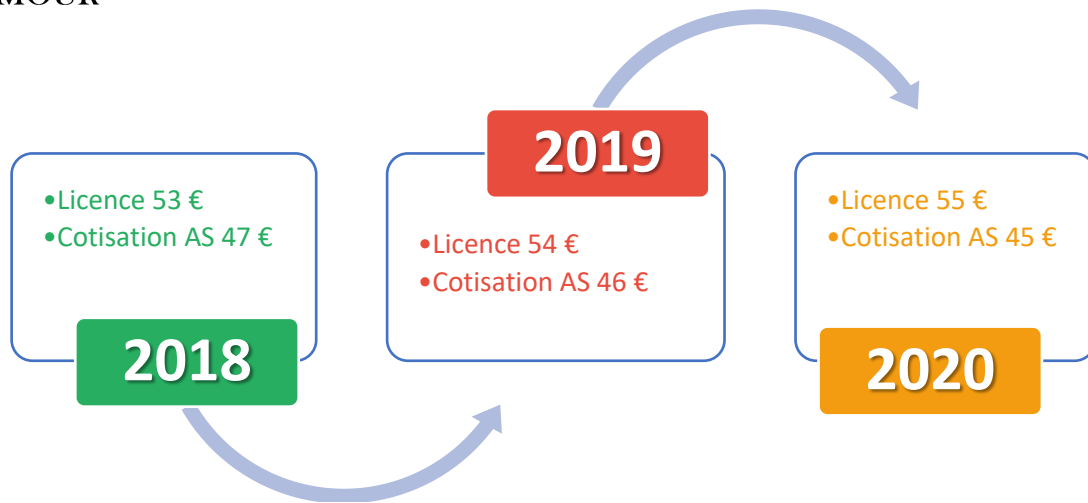 •Licence 53 €
•Cotisation AS 47 €
2018
2019
•Licence 54 €
•Cotisation AS 46 €
•Licence 55 €
•Cotisation AS 45 €
2020